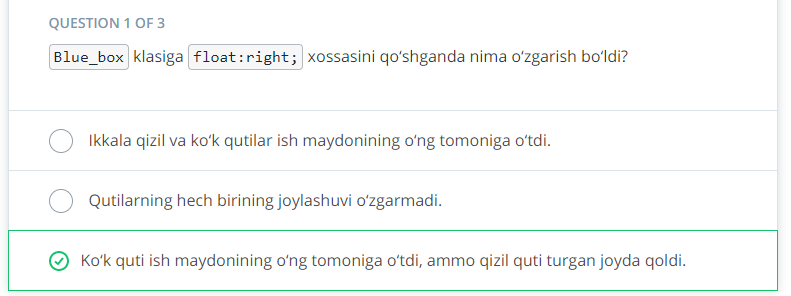 QUESTION 1 OF 3
Blue_box klasiga float:right; xossasini qo‘shganda nima o‘zgarish bo‘ldi?
Ikkala qizil va ko‘k qutilar ish maydonining o‘ng tomoniga o‘tdi.
Qutilarning hech birining joylashuvi o‘zgarmadi.
Ko‘k quti ish maydonining o‘ng tomoniga o‘tdi, ammo qizil quti turgan joyda qoldi.